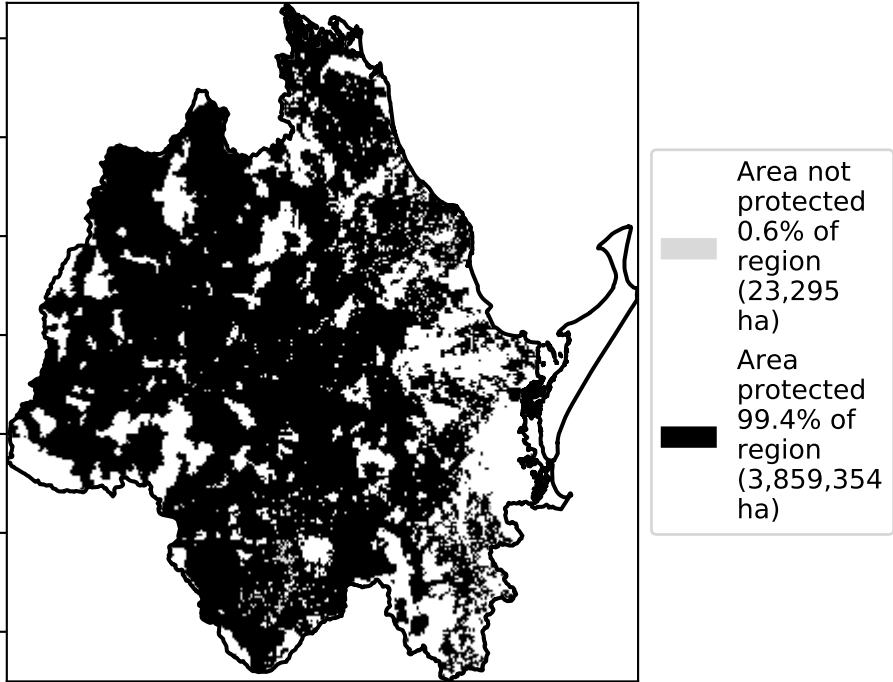 Area not
protected
0.6% of
region
(23,295
ha)
Area
protected
99.4% of
region
(3,859,354
ha)